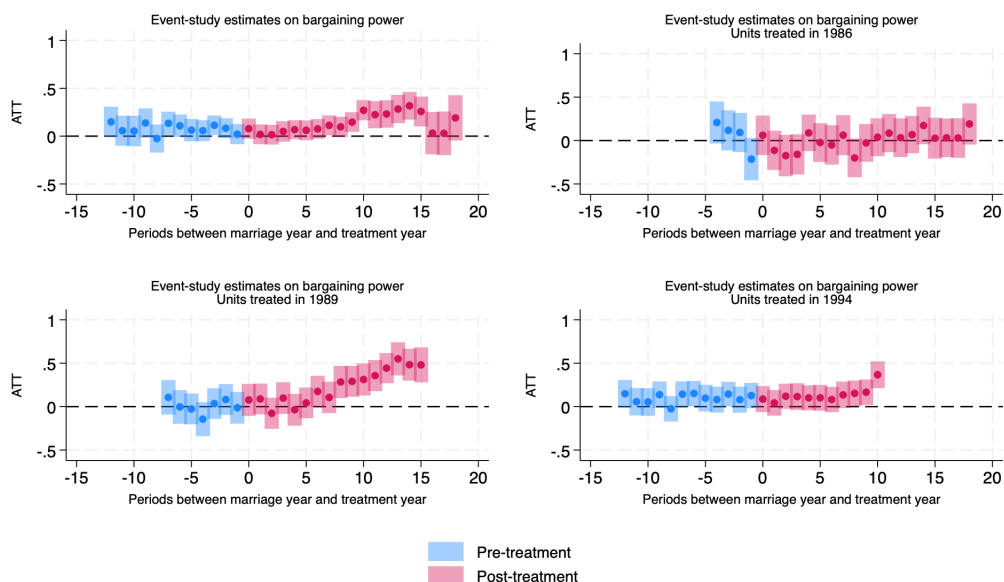 Event-study estimates on bargaining power
ATT
1
.5
0
-.5
-15 -10 -5 0 5 10 15 20
Periods between marriage year and treatment year
Event-study estimates on bargaining power
Units treated in 1986
ATT
1
.5
0
-.5
-15 -10 -5 0 5 10 15 20
Periods between marriage year and treatment year
Event-study estimates on bargaining power
Units treated in 1989
ATT
1
.5
0
-.5
-15 -10 -5 0 5 10 15 20
Periods between marriage year and treatment year
Event-study estimates on bargaining power
Units treated in 1994
ATT
1
.5
0
-.5
-15 -10 -5 0 5 10 15 20
Periods between marriage year and treatment year
Pre-treatment
Post-treatment